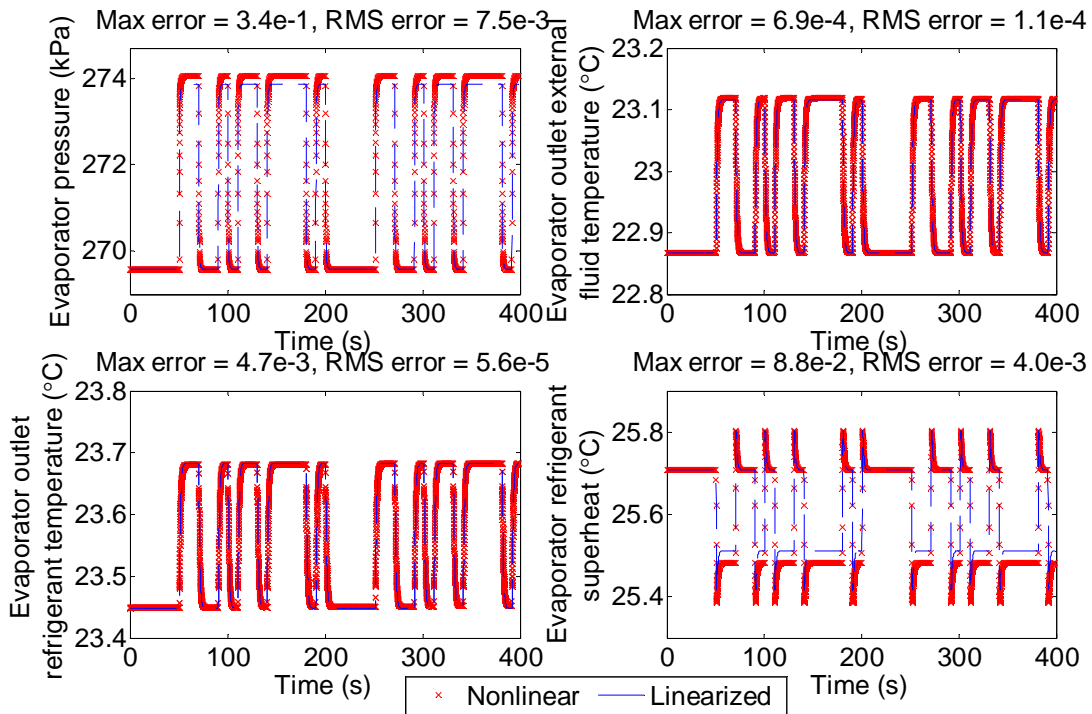 Max error = 3.4e-1, RMS error = 7.5e-3
Evaporator pressure (kPa)
274
272
270
0 100 200 300 400
Time (s)
Max error = 6.9e-4, RMS error = 1.1e-4
Evaporator outlet external
fluid temperature (°C)
23.2
23.1
23
22.9
22.8
0 100 200 300 400
Time (s)
Max error = 4.7e-3, RMS error = 5.6e-5
Evaporator outlet
refrigerant temperature (°C)
23.8
23.7
23.6
23.5
23.4
0 100 200 300 400
Time (s)
Max error = 8.8e-2, RMS error = 4.0e-3
Evaporator refrigerant
superheat (°C)
25.8
25.6
25.4
0 100 200 300 400
Time (s)
Nonlinear Linearized